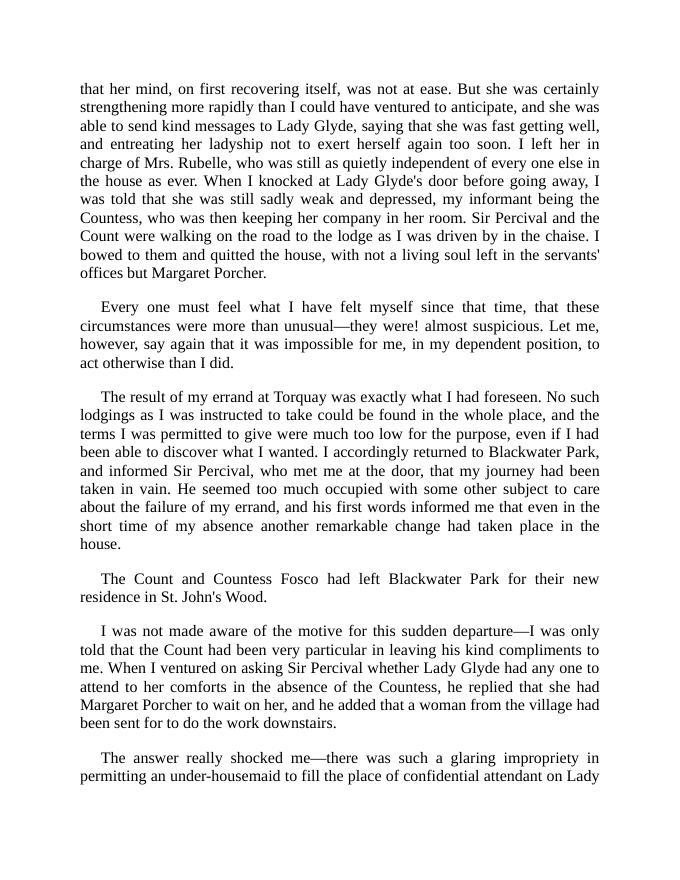 that her mind, on first recovering itself, was not at ease. But she was certainly
strengthening more rapidly than I could have ventured to anticipate, and she was
able to send kind messages to Lady Glyde, saying that she was fast getting well,
and entreating her ladyship not to exert herself again too soon. I left her in
charge of Mrs. Rubelle, who was still as quietly independent of every one else in
the house as ever. When I knocked at Lady Glyde's door before going away, I
was told that she was still sadly weak and depressed, my informant being the
Countess, who was then keeping her company in her room. Sir Percival and the
Count were walking on the road to the lodge as I was driven by in the chaise. I
bowed to them and quitted the house, with not a living soul left in the servants'
offices but Margaret Porcher.
Every one must feel what I have felt myself since that time, that these
circumstances were more than unusual—they were! almost suspicious. Let me,
however, say again that it was impossible for me, in my dependent position, to
act otherwise than I did.
The result of my errand at Torquay was exactly what I had foreseen. No such
lodgings as I was instructed to take could be found in the whole place, and the
terms I was permitted to give were much too low for the purpose, even if I had
been able to discover what I wanted. I accordingly returned to Blackwater Park,
and informed Sir Percival, who met me at the door, that my journey had been
taken in vain. He seemed too much occupied with some other subject to care
about the failure of my errand, and his first words informed me that even in the
short time of my absence another remarkable change had taken place in the
house.
The Count and Countess Fosco had left Blackwater Park for their new
residence in St. John's Wood.
I was not made aware of the motive for this sudden departure—I was only
told that the Count had been very particular in leaving his kind compliments to
me. When I ventured on asking Sir Percival whether Lady Glyde had any one to
attend to her comforts in the absence of the Countess, he replied that she had
Margaret Porcher to wait on her, and he added that a woman from the village had
been sent for to do the work downstairs.
The answer really shocked me—there was such a glaring impropriety in
permitting an under-housemaid to fill the place of confidential attendant on Lady